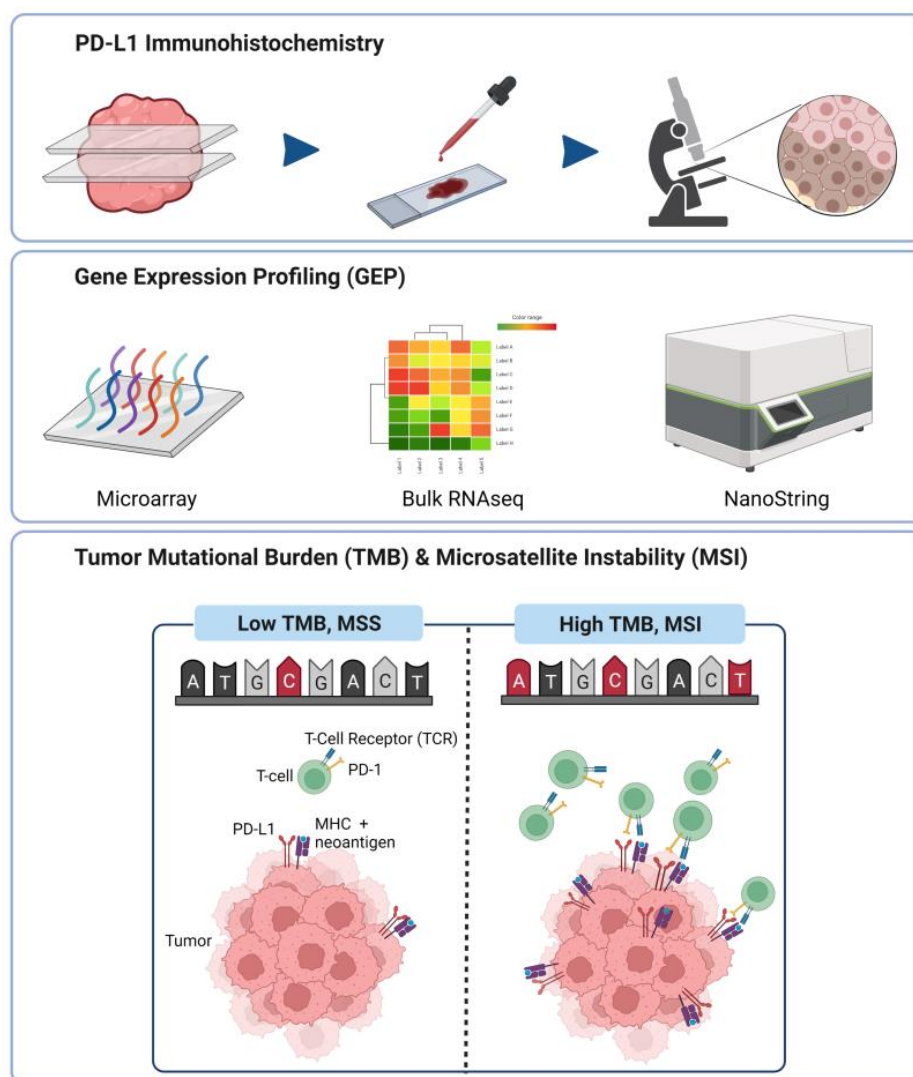 PD-L1 Immunohistochemistry
Gene Expression Profiling (GEP)
Color range
Label A
Label B
Label C
Label D
Label E
Label F
Label G
Label H
Label 1
Label 2
Label 3
Label 4
Label 5
Microarray
Bulk RNAseq
NanoString
Tumor Mutational Burden (TMB) & Microsatellite Instability (MSI)
Low TMB, MSS
High TMB, MSI
A T G C G A C T
A T G C G A C T
T-Cell Receptor (TCR)
T-cell
PD-1
PD-L1
MHC +
neoantigen
Tumor